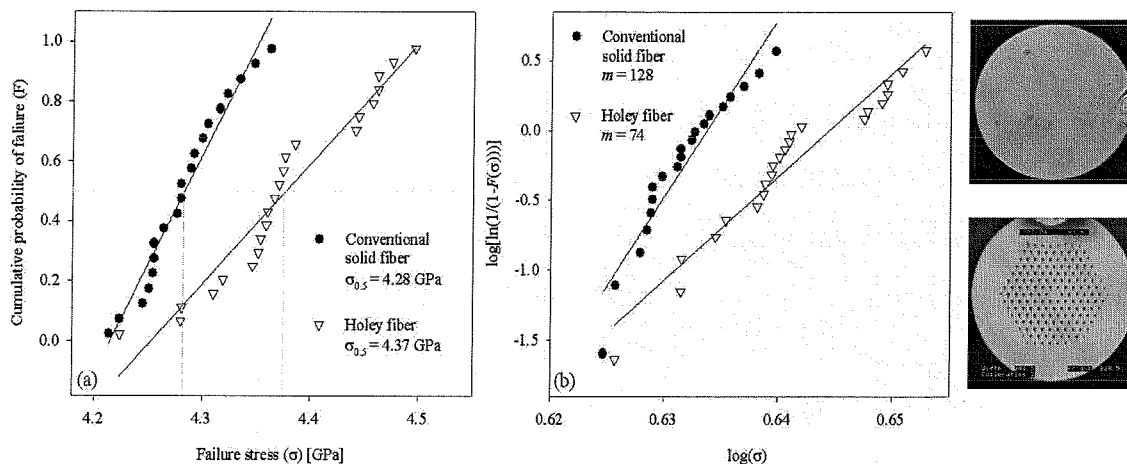 Cumulative probability of failure (F)
1.0
0.8
0.6
0.4
0.2
0.0
4.2
4.3
4.4
4.5
Failure stress (σ) [GPa]
(a)
Conventional
solid fiber
σ0.5 = 4.28 GPa
Holey fiber
σ0.5 = 4.37 GPa
log[ln(1/(1-F(σ)))]
0.5
0.0
-0.5
-1.0
-1.5
0.62
0.63
0.64
0.65
log(σ)
(b)
Conventional
solid fiber
m = 128
Holey fiber
m = 74